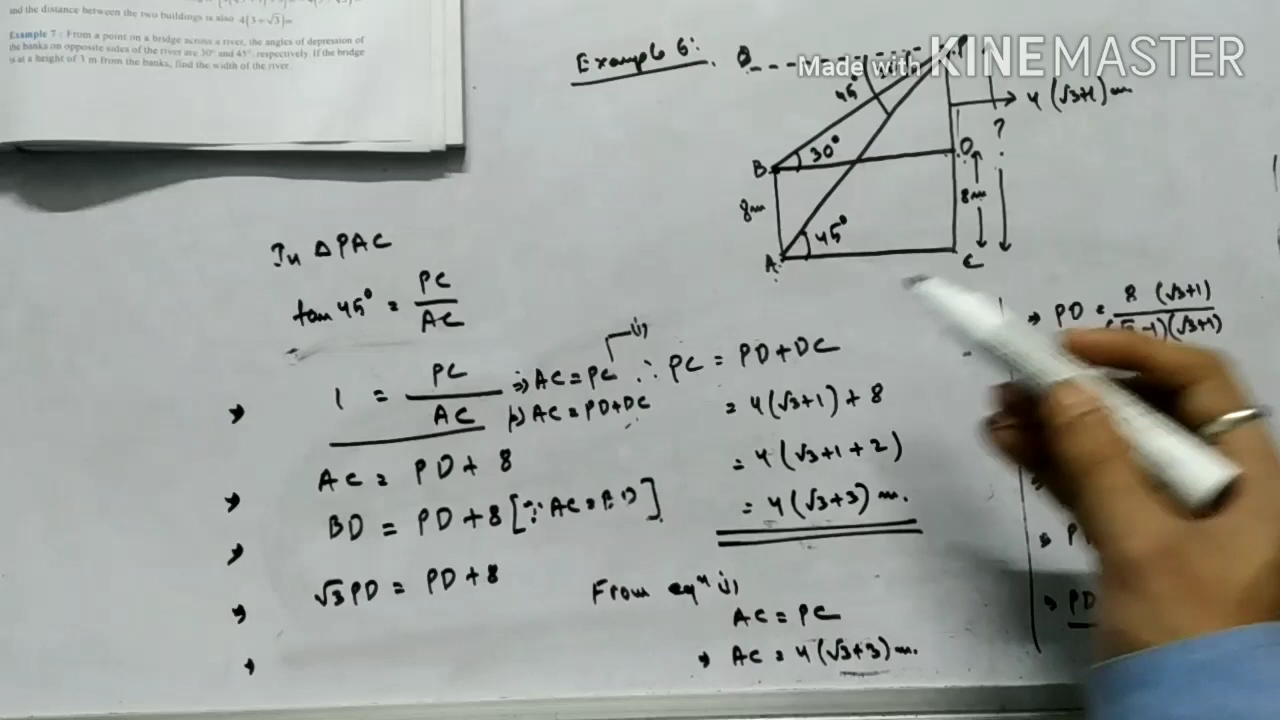 and the distance between the two buildings is also 4(3+√3)m
Example 7 : From a point on a bridge across a river, the angles of depression of
the banks on opposite sides of the river are 30° and 45° respectively. If the bridge
is at a height of 3 m from the banks, find the width of the river.
Example 6:
Made with KINEMASTER
Q
P
45°
4(√3+1)m
?
B
30°
D
8m
8m
A
45°
C
In △PAC
tan 45° = PC/AC
1 = PC/AC ⇒ AC = PC
(i)
⇒ AC = PD+DC
AC = PD + 8
BD = PD + 8 [∵ AC = BD]
√3PD = PD + 8
∴ PC = PD + DC
= 4(√3+1) + 8
= 4(√3+1+2)
= 4(√3+3) m.
From eqⁿ (i)
AC = PC
⇒ AC = 4(√3+3) m.
⇒ PD = 8 (√3+1)/(√3-1)(√3+1)
⇒ PD